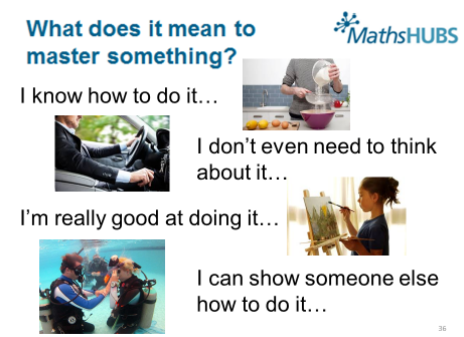 What does it mean to
master something?
MathsHUBS
I know how to do it…
I don’t even need to think
about it…
I’m really good at doing it…
I can show someone else
how to do it…
36